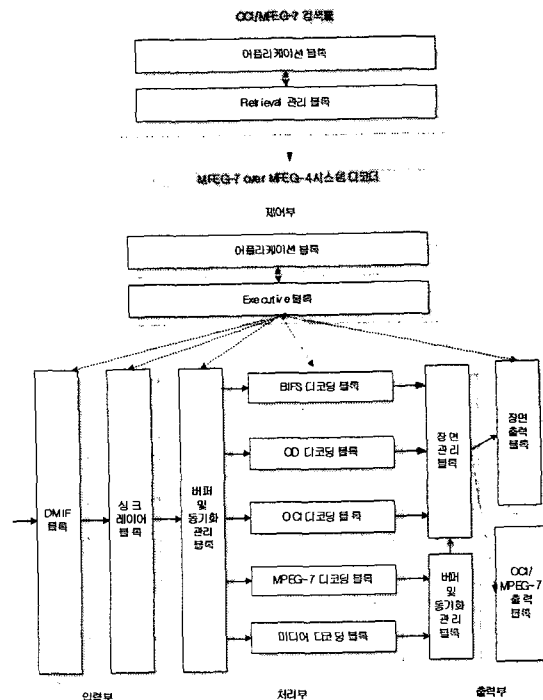 OCI/MPEG-7 검색툴
어플리케이션 블록
Retrieval 관리 블록
MPEG-7 over MPEG-4시스템 디코더
제어부
어플리케이션 블록
Executive 블록
BIFS 디코딩 블록
OD 디코딩 블록
OCI 디코딩 블록
MPEG-7 디코딩 블록
미디어 디코딩 블록
DMIF
블록
싱크
레이어
블록
버퍼
및
동기화
관리
블록
장면
관리
블록
버퍼
및
동기화
관리
블록
장면
출력
블록
OCI/
MPEG-7
출력
블록
입력부
처리부
출력부